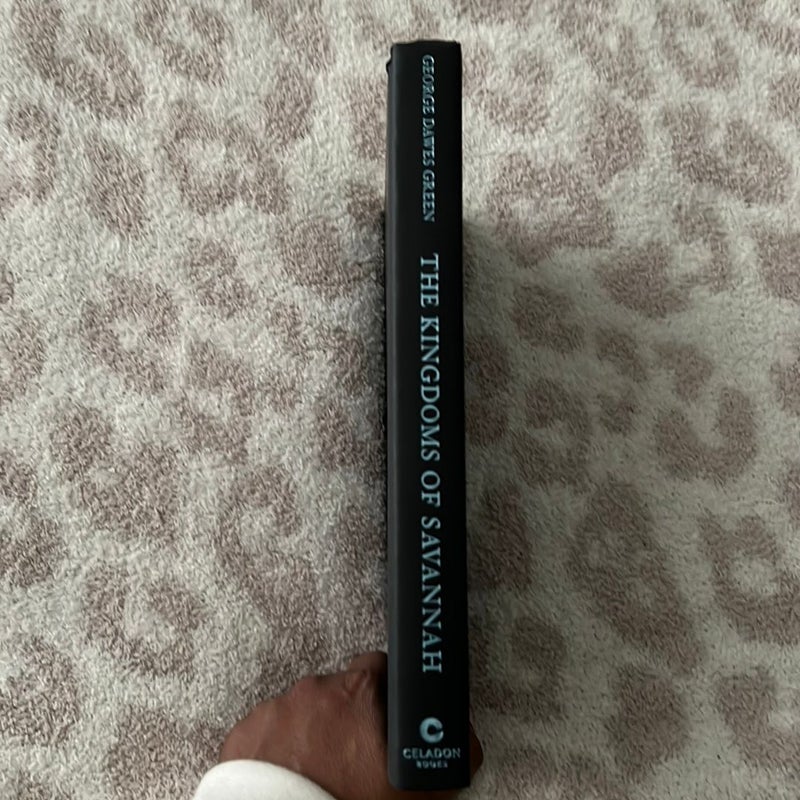 GEORGE DAWES GREEN
THE KINGDOMS OF SAVANNAH
CELADON
BOOKS